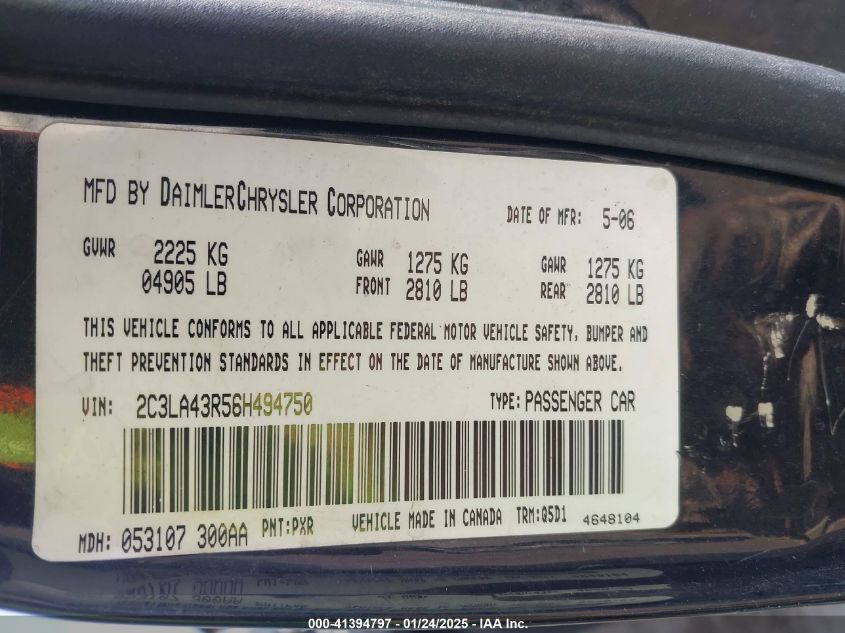 MFD BY DAIMLERCHRYSLER CORPORATION DATE OF MFR: 5-06
GVWR 2225 KG GAWR 1275 KG GAWR 1275 KG
04905 LB FRONT 2810 LB REAR 2810 LB
THIS VEHICLE CONFORMS TO ALL APPLICABLE FEDERAL MOTOR VEHICLE SAFETY, BUMPER AND
THEFT PREVENTION STANDARDS IN EFFECT ON THE DATE OF MANUFACTURE SHOWN ABOVE.
VIN: 2C3LA43R56H494750 TYPE: PASSENGER CAR
MDH: 053107 300AA PNT:PXR VEHICLE MADE IN CANADA TRM:Q5D1 4648104
000-41394797 - 01/24/2025 - IAA Inc.